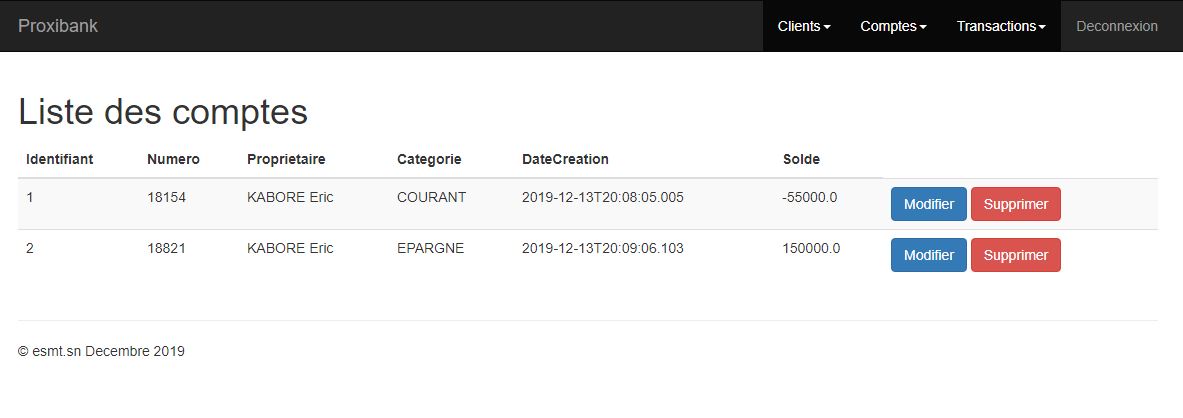 Proxibank Clients Comptes Transactions Deconnexion
Liste des comptes
Identifiant Numero Proprietaire Categorie DateCreation Solde
1 18154 KABORE Eric COURANT 2019-12-13T20:08:05.005 -55000.0 Modifier Supprimer
2 18821 KABORE Eric EPARGNE 2019-12-13T20:09:06.103 150000.0 Modifier Supprimer
© esmt.sn Decembre 2019